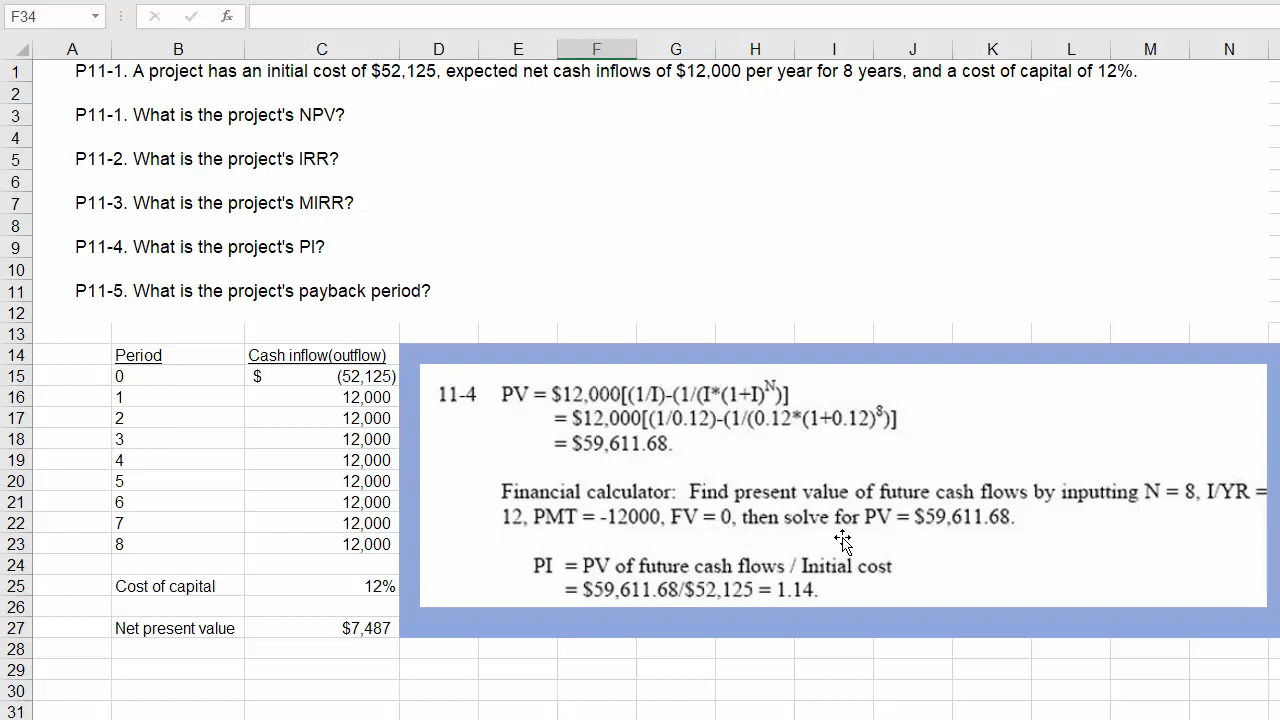 F34
fx
A B C D E F G H I J K L M N
1 P11-1. A project has an initial cost of $52,125, expected net cash inflows of $12,000 per year for 8 years, and a cost of capital of 12%.
2
3 P11-1. What is the project's NPV?
4
5 P11-2. What is the project's IRR?
6
7 P11-3. What is the project's MIRR?
8
9 P11-4. What is the project's PI?
10
11 P11-5. What is the project's payback period?
12
13
14 Period Cash inflow(outflow)
15 0 $ (52,125)
16 1 12,000
17 2 12,000
18 3 12,000
19 4 12,000
20 5 12,000
21 6 12,000
22 7 12,000
23 8 12,000
24
25 Cost of capital 12%
26
27 Net present value $7,487
28
29
30
31
11-4 PV = $12,000[(1/I)-(1/(I*(1+I)^N)]
= $12,000[(1/0.12)-(1/(0.12*(1+0.12)^8)]
= $59,611.68.
Financial calculator: Find present value of future cash flows by inputting N = 8, I/YR =
12, PMT = -12000, FV = 0, then solve for PV = $59,611.68.
PI = PV of future cash flows / Initial cost
= $59,611.68/$52,125 = 1.14.